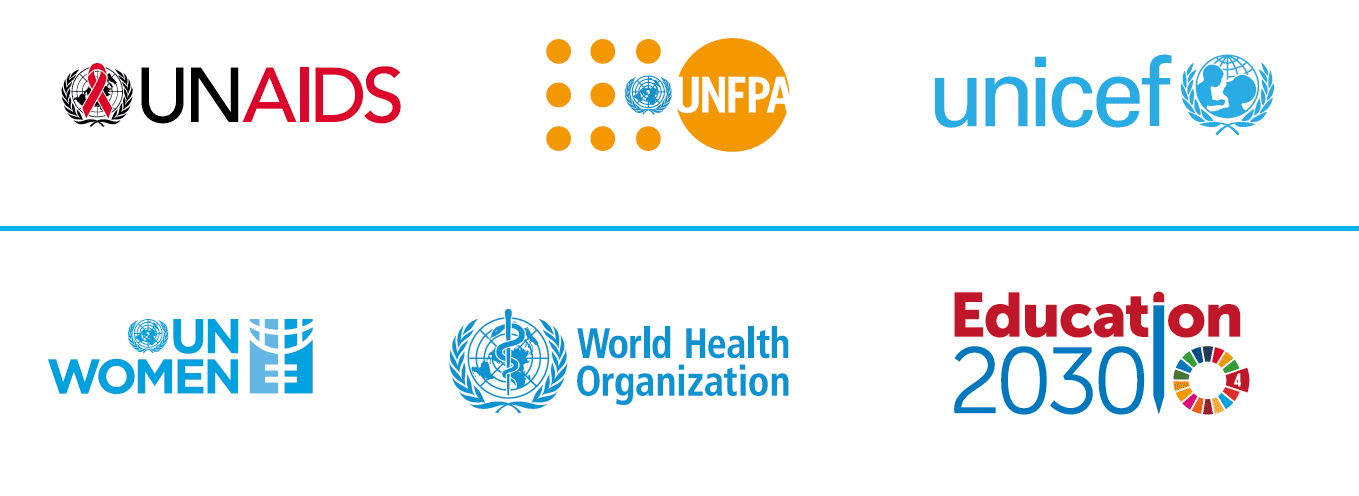 UNAIDS
UNFPA
unicef
UN
WOMEN
World Health
Organization
Education
2030
4